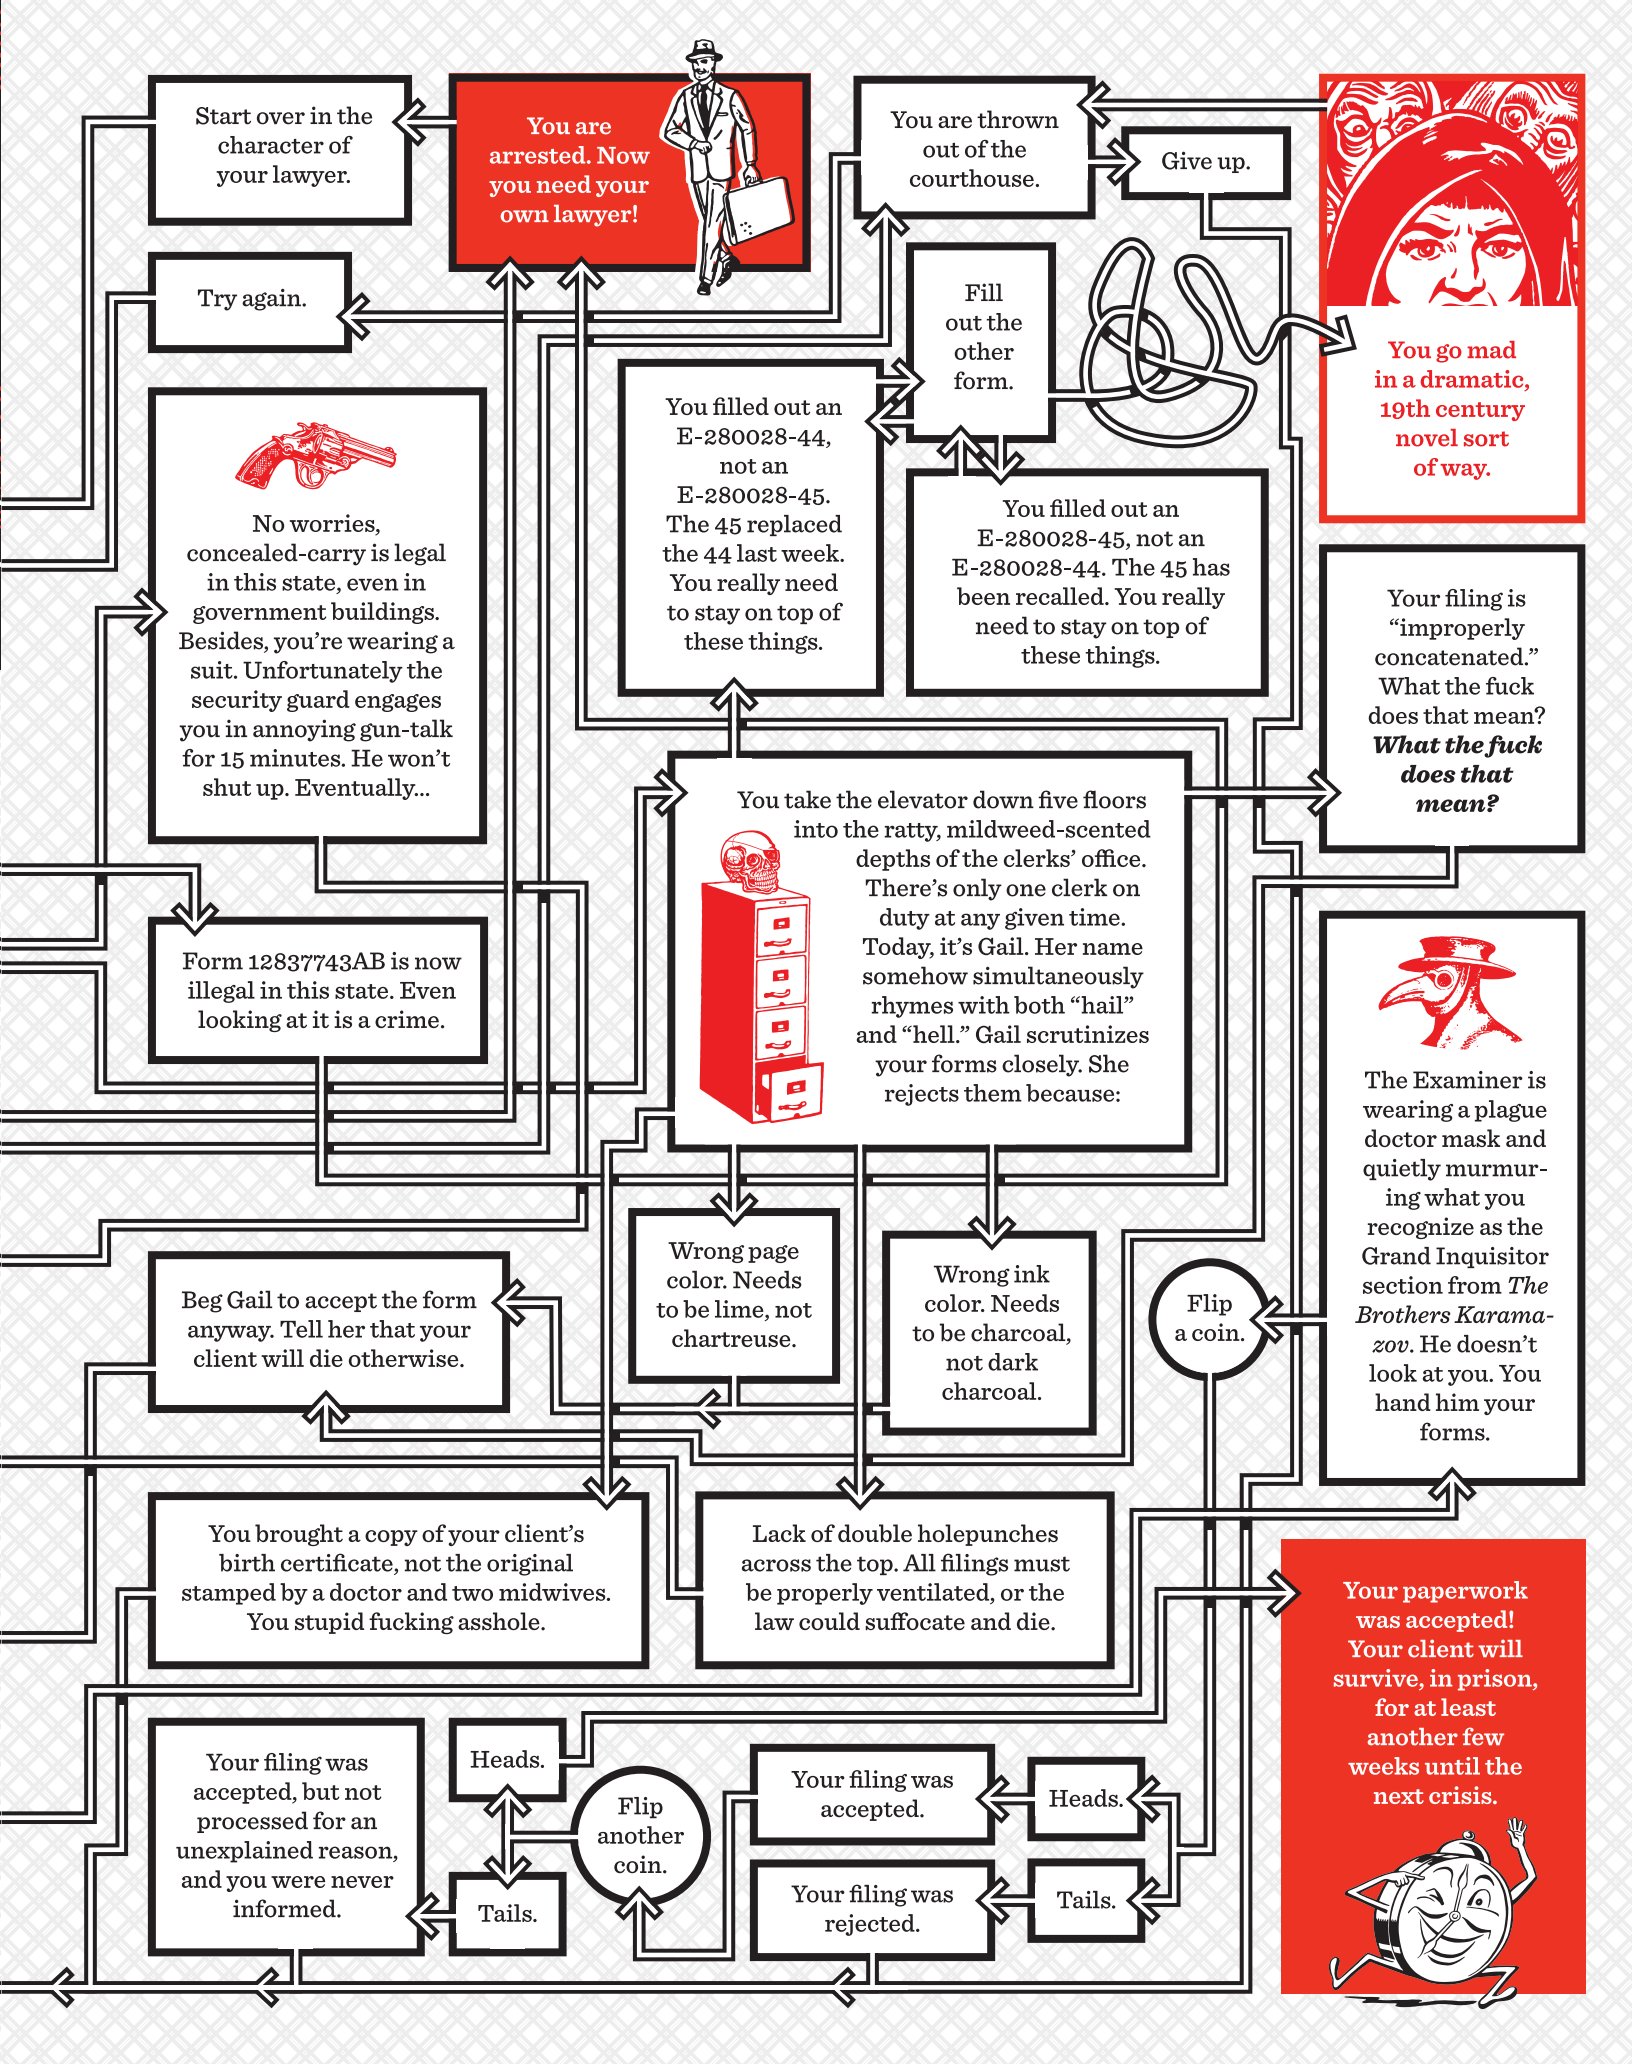 Start over in the
character of
your lawyer.
You are
arrested. Now
you need your
own lawyer!
You are thrown
out of the
courthouse.
Give up.
Try again.
Fill
out the
other
form.
You go mad
in a dramatic,
19th century
novel sort
of way.
You filled out an
E-280028-44,
not an
E-280028-45.
The 45 replaced
the 44 last week.
You really need
to stay on top of
these things.
You filled out an
E-280028-45, not an
E-280028-44. The 45 has
been recalled. You really
need to stay on top of
these things.
No worries,
concealed-carry is legal
in this state, even in
government buildings.
Besides, you’re wearing a
suit. Unfortunately the
security guard engages
you in annoying gun-talk
for 15 minutes. He won’t
shut up. Eventually...
Your filing is
“improperly
concatenated.”
What the fuck
does that mean?
What the fuck
does that
mean?
You take the elevator down five floors
into the ratty, mildweed-scented
depths of the clerks’ office.
There’s only one clerk on
duty at any given time.
Today, it’s Gail. Her name
somehow simultaneously
rhymes with both “hail”
and “hell.” Gail scrutinizes
your forms closely. She
rejects them because:
Form 12837743AB is now
illegal in this state. Even
looking at it is a crime.
The Examiner is
wearing a plague
doctor mask and
quietly murmur-
ing what you
recognize as the
Grand Inquisitor
section from The
Brothers Karama-
zov. He doesn’t
look at you. You
hand him your
forms.
Wrong page
color. Needs
to be lime, not
chartreuse.
Wrong ink
color. Needs
to be charcoal,
not dark
charcoal.
Flip
a coin.
Beg Gail to accept the form
anyway. Tell her that your
client will die otherwise.
You brought a copy of your client’s
birth certificate, not the original
stamped by a doctor and two midwives.
You stupid fucking asshole.
Lack of double holepunches
across the top. All filings must
be properly ventilated, or the
law could suffocate and die.
Your paperwork
was accepted!
Your client will
survive, in prison,
for at least
another few
weeks until the
next crisis.
Your filing was
accepted, but not
processed for an
unexplained reason,
and you were never
informed.
Heads.
Tails.
Flip
another
coin.
Your filing was
accepted.
Heads.
Your filing was
rejected.
Tails.